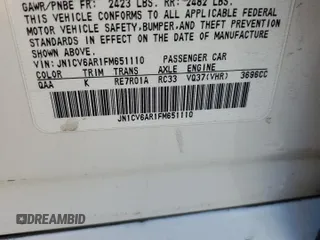 GAWR/PNBE FR: 2423 LBS. RR: 2482 LBS.
THIS VEHICLE CONFORMS TO ALL APPLICABLE FEDERAL
MOTOR VEHICLE SAFETY,BUMPER,AND THEFT PREVENTION
STANDARDS IN EFFECT ON THE DATE OF MANUFACTURE
SHOWN ABOVE.
VIN: JN1CV6AR1FM651110 PASSENGER CAR
COLOR TRIM TRANS AXLE ENGINE
QAA K RE7R01A RC33 VQ37(VHR) 3696CC
JN1CV6AR1FM651110
DREAMBID